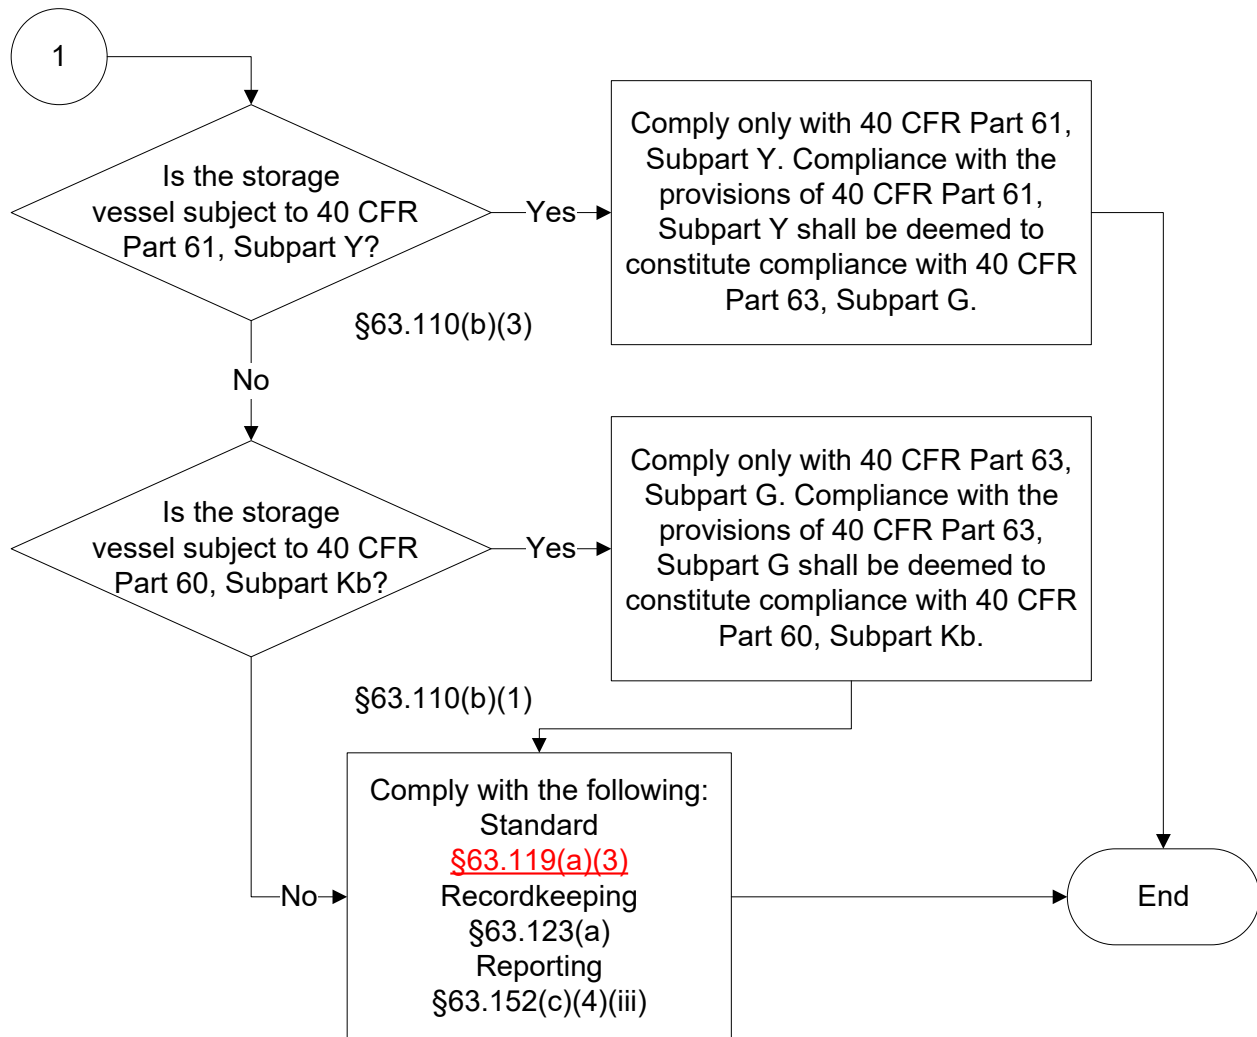 1
Is the storage
vessel subject to 40 CFR
Part 61, Subpart Y?
Yes
Comply only with 40 CFR Part 61,
Subpart Y. Compliance with the
provisions of 40 CFR Part 61,
Subpart Y shall be deemed to
constitute compliance with 40 CFR
Part 63, Subpart G.
§63.110(b)(3)
No
Is the storage
vessel subject to 40 CFR
Part 60, Subpart Kb?
Yes
Comply only with 40 CFR Part 63,
Subpart G. Compliance with the
provisions of 40 CFR Part 63,
Subpart G shall be deemed to
constitute compliance with 40 CFR
Part 60, Subpart Kb.
§63.110(b)(1)
No
Comply with the following:
Standard
§63.119(a)(3)
Recordkeeping
§63.123(a)
Reporting
§63.152(c)(4)(iii)
End